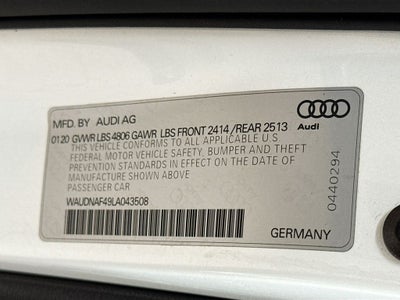 MFD. BY AUDI AG
01 20 GVWR LBS 4806 GAWR LBS FRONT 2414 / REAR 2513
THIS VEHICLE CONFORMS TO ALL APPLICABLE
FEDERAL MOTOR VEHICLE SAFETY, BUMPER AND THEFT
PREVENTION STANDARDS IN EFFECT ON THE DATE
OF MANUFACTURE SHOWN ABOVE.
PASSENGER CAR
WAUDNAF49LA043508
Audi
0440294
GERMANY